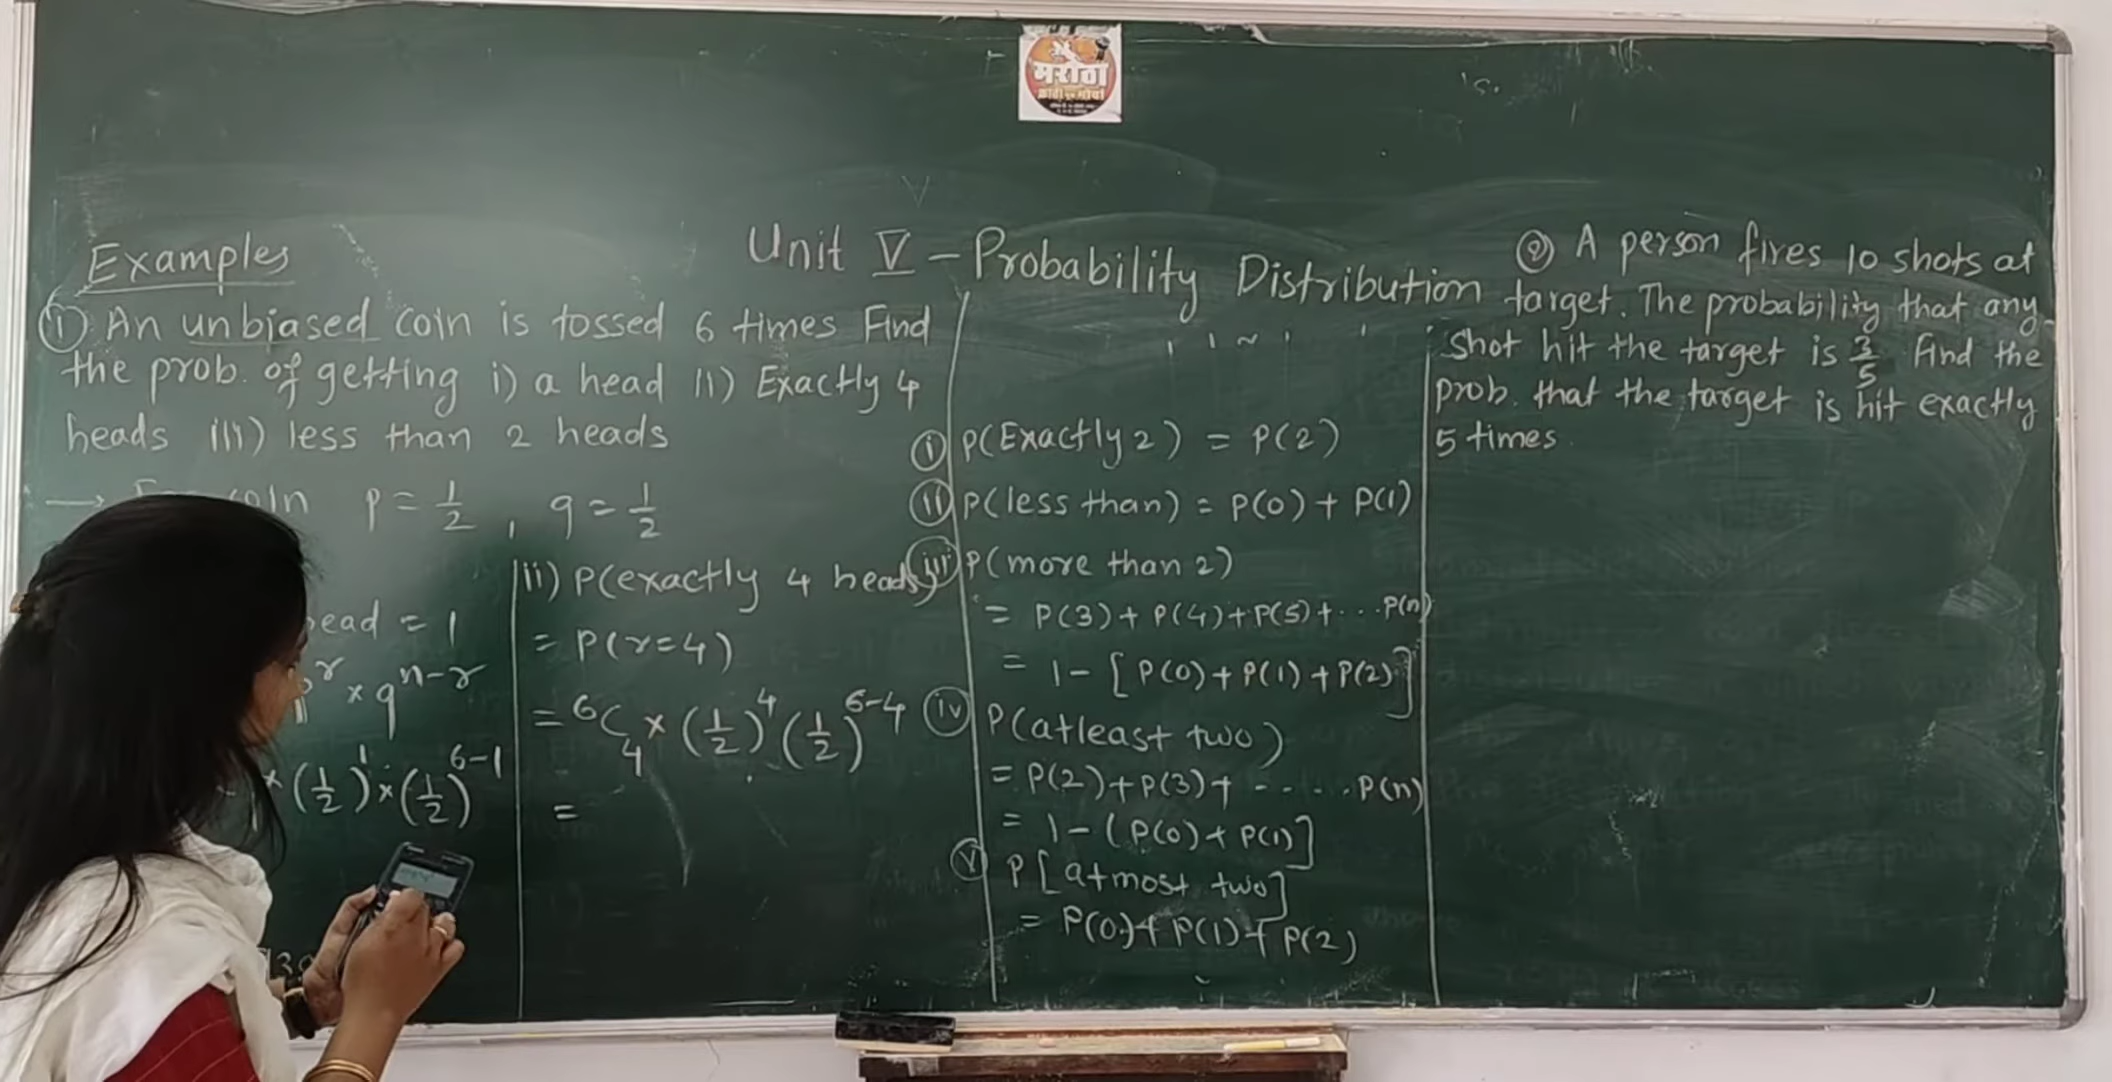 मराठा
Unit V - Probability Distribution
Examples
① An unbiased coin is tossed 6 times Find
the prob. of getting i) a head ii) Exactly 4
heads iii) less than 2 heads
→ coin p = 1/2 , q = 1/2
ead = 1
r × q^n-r
× (1/2)^1 × (1/2)^6-1
ii) P(exactly 4 heads)
= P(r=4)
= 6C4 × (1/2)^4 (1/2)^6-4
=
ⓘ P(Exactly 2) = P(2)
ⓘⓘ P(less than) = P(0) + P(1)
ⓘⓘⓘ P(more than 2)
= P(3) + P(4) + P(5) + ... P(n)
= 1 - [P(0) + P(1) + P(2)]
ⓘⓥ P(atleast two)
= P(2) + P(3) + - - - - . P(n)
= 1 - (P(0) + P(1)]
ⓥ P[atmost two]
= P(0) + P(1) + P(2)
② A person fires 10 shots at
target. The probability that any
shot hit the target is 3/5 Find the
prob. that the target is hit exactly
5 times.